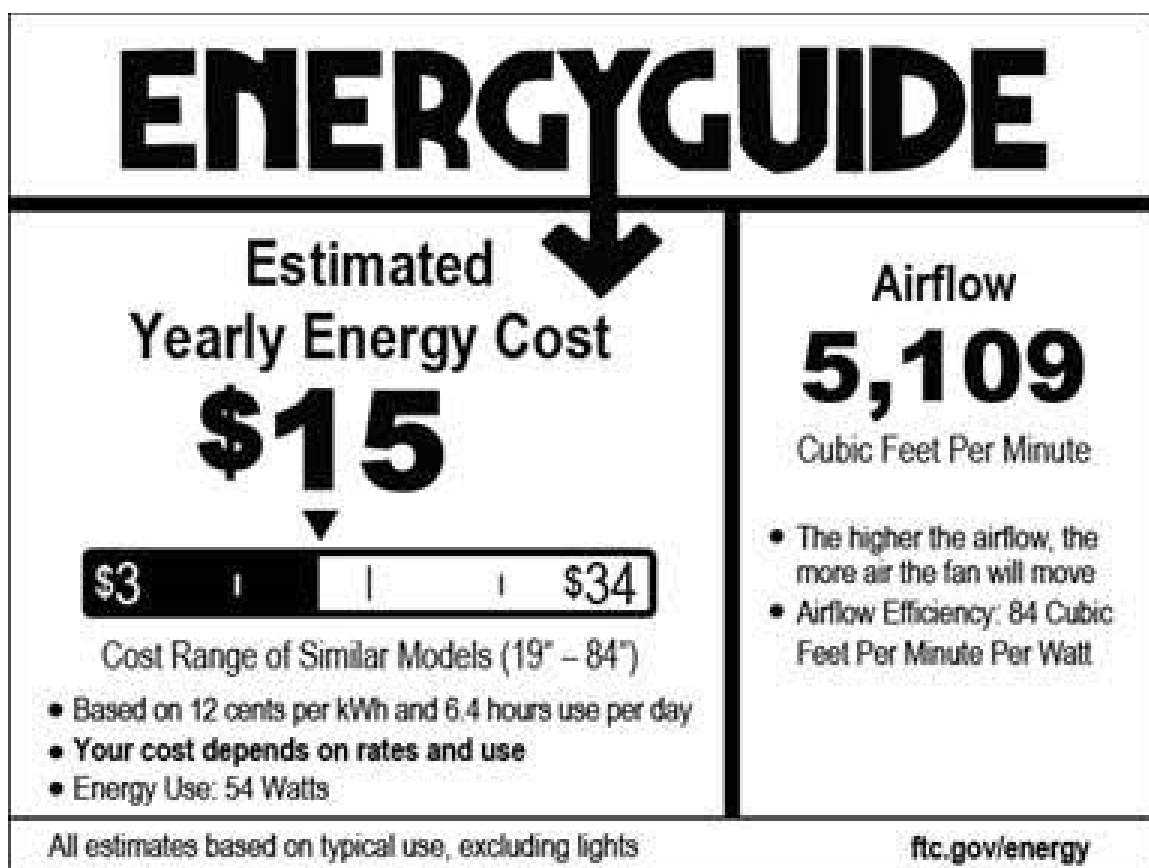 ENERGYGUIDE
Estimated
Yearly Energy Cost
$15
$3
$34
Cost Range of Similar Models (19" – 84")
• Based on 12 cents per kWh and 6.4 hours use per day
• Your cost depends on rates and use
• Energy Use: 54 Watts
Airflow
5,109
Cubic Feet Per Minute
• The higher the airflow, the
more air the fan will move
• Airflow Efficiency: 84 Cubic
Feet Per Minute Per Watt
All estimates based on typical use, excluding lights
ftc.gov/energy